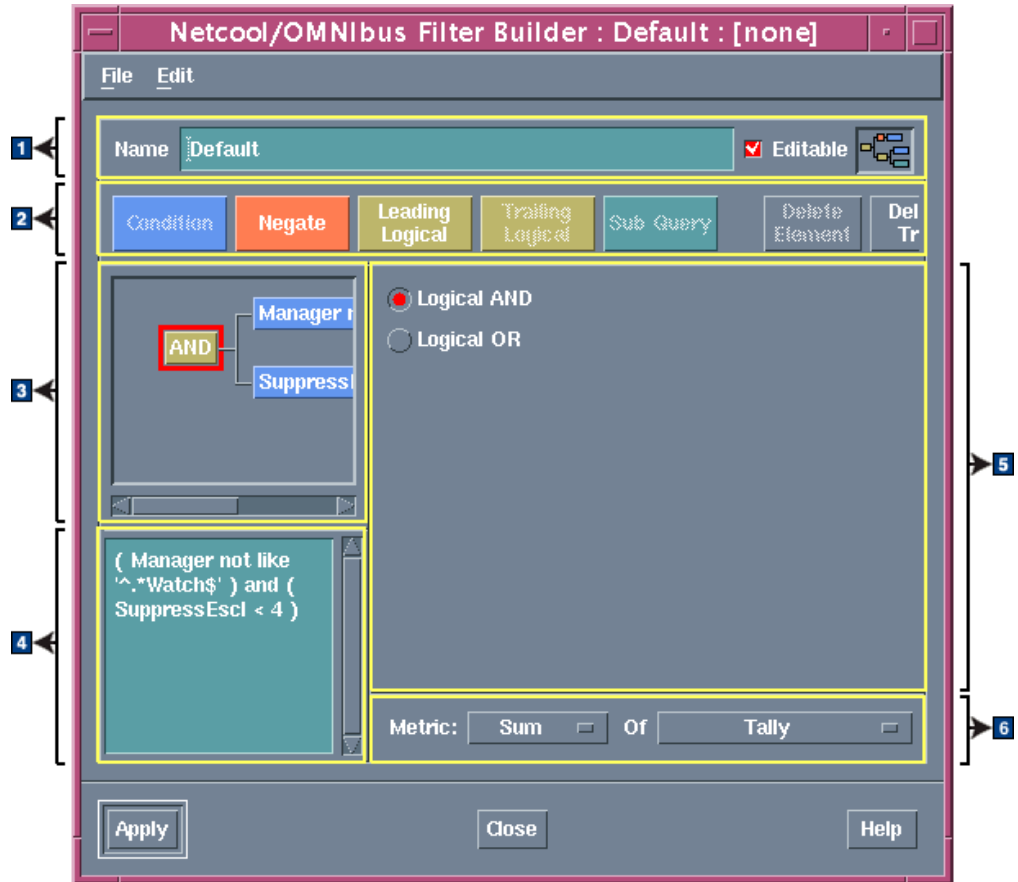 Netcool/OMNIbus Filter Builder : Default : [none]
File Edit
1
Name Default Editable
2
Condition Negate Leading Logical Trailing Logical Sub Query Delete Element Del Tr
3
Manager
AND
Suppress
Logical AND
Logical OR
5
4
( Manager not like
'^.*Watch$' ) and (
SuppressEscl < 4 )
Metric: Sum Of Tally
6
Apply Close Help